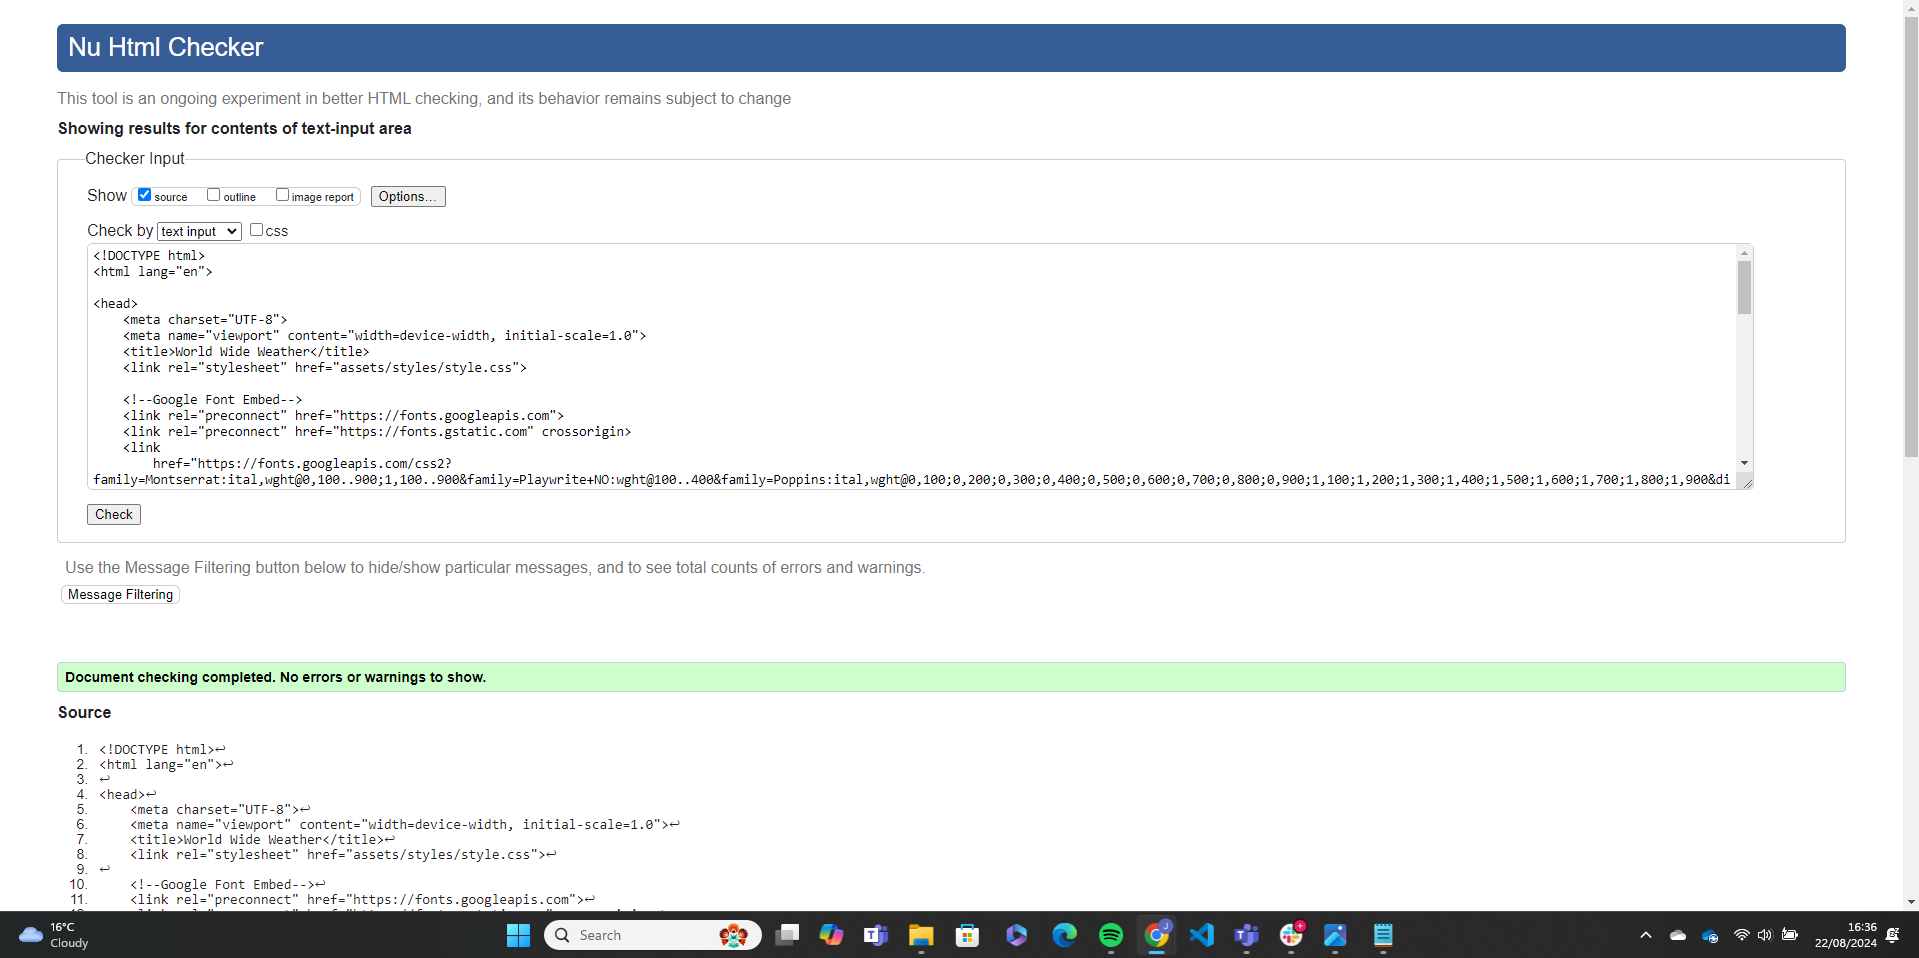 Nu Html Checker
This tool is an ongoing experiment in better HTML checking, and its behavior remains subject to change
Showing results for contents of text-input area
Checker Input
Show source outline image report Options...
Check by text input css
<!DOCTYPE html>
<html lang="en">
<head>
<meta charset="UTF-8">
<meta name="viewport" content="width=device-width, initial-scale=1.0">
<title>World Wide Weather</title>
<link rel="stylesheet" href="assets/styles/style.css">
<!--Google Font Embed-->
<link rel="preconnect" href="https://fonts.googleapis.com">
<link rel="preconnect" href="https://fonts.gstatic.com" crossorigin>
<link
href="https://fonts.googleapis.com/css2?
family=Montserrat:ital,wght@0,100..900;1,100..900&family=Playwrite+NO:wght@100..400&family=Poppins:ital,wght@0,100;0,200;0,300;0,400;0,500;0,600;0,700;0,800;0,900;1,100;1,200;1,300;1,400;1,500;1,600;1,700;1,800;1,900&di
Check
Use the Message Filtering button below to hide/show particular messages, and to see total counts of errors and warnings.
Message Filtering
Document checking completed. No errors or warnings to show.
Source
1. <!DOCTYPE html>↩
2. <html lang="en">↩
3. ↩
4. <head>↩
5. <meta charset="UTF-8">↩
6. <meta name="viewport" content="width=device-width, initial-scale=1.0">↩
7. <title>World Wide Weather</title>↩
8. <link rel="stylesheet" href="assets/styles/style.css">↩
9. ↩
10. <!--Google Font Embed-->↩
11. <link rel="preconnect" href="https://fonts.googleapis.com">↩
16°C
Cloudy
Search
16:36
22/08/2024